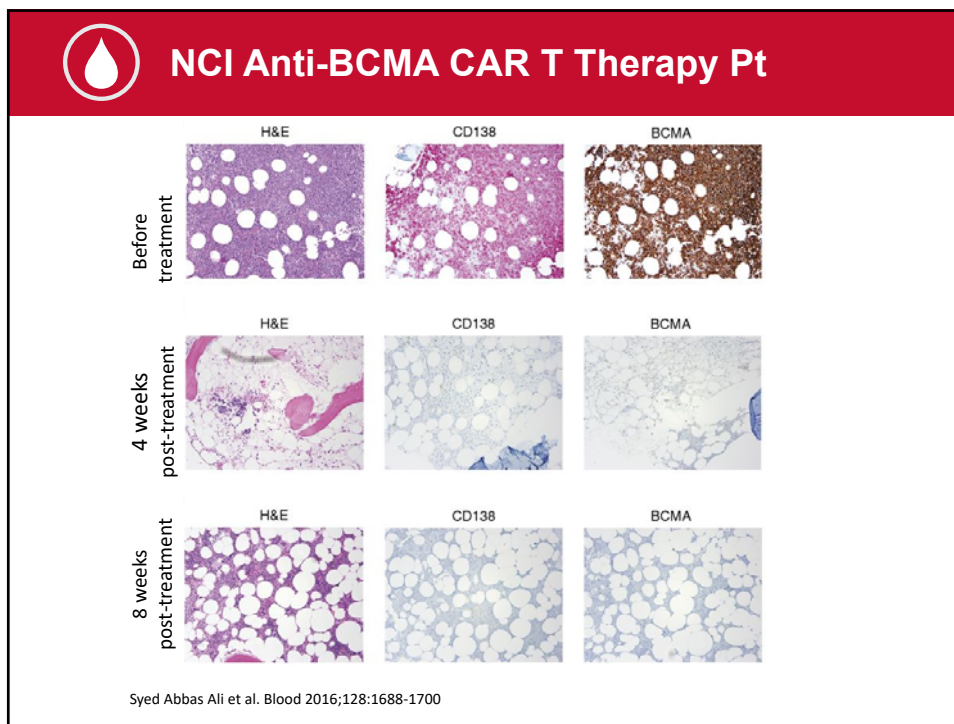 NCI Anti-BCMA CAR T Therapy Pt
H&E CD138 BCMA
Before
treatment
H&E CD138 BCMA
4 weeks
post-treatment
H&E CD138 BCMA
8 weeks
post-treatment
Syed Abbas Ali et al. Blood 2016;128:1688-1700